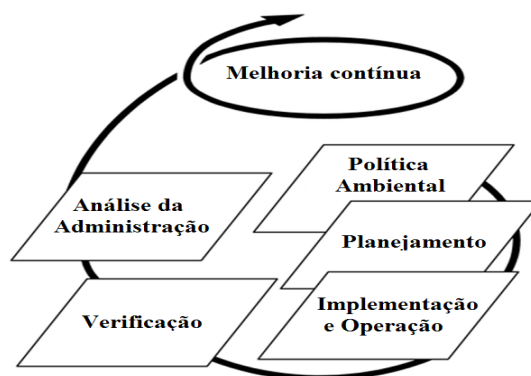 Melhoria contínua
Política
Ambiental
Planejamento
Implementação
e Operação
Verificação
Análise da
Administração